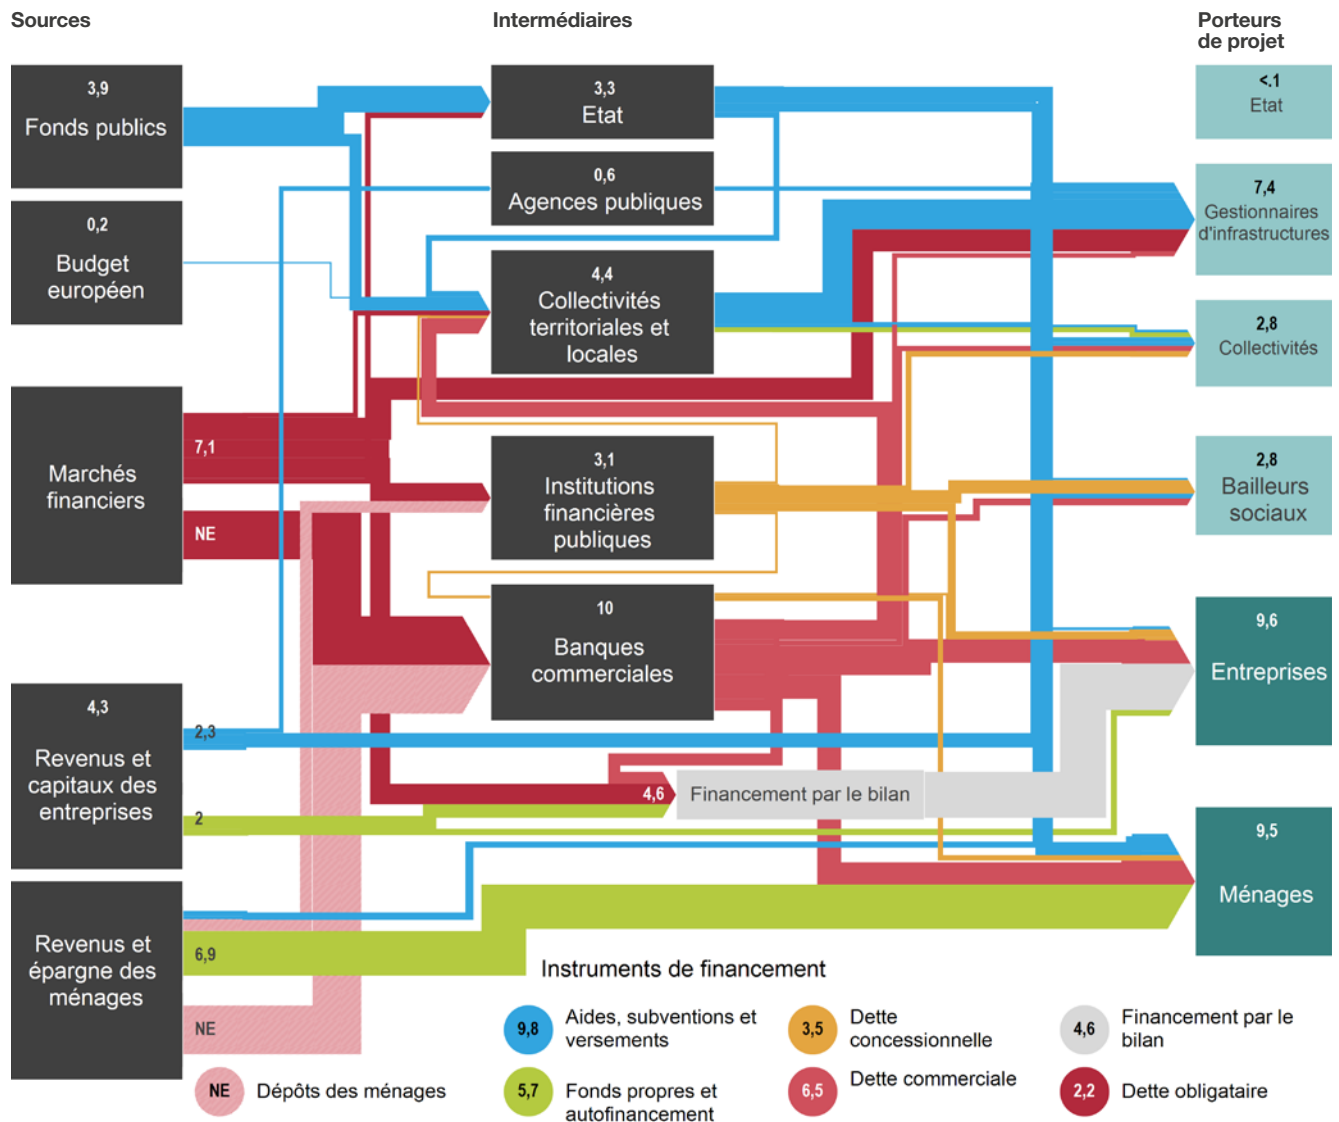 Sources
Intermédiaires
Porteurs
de projet
3,9
Fonds publics
0,2
Budget
européen
Marchés
financiers
7,1
NE
4,3
Revenus et
capitaux des
entreprises
2,3
2
Revenus et
épargne des
ménages
6,9
NE
3,3
Etat
0,6
Agences publiques
4,4
Collectivités
territoriales et
locales
3,1
Institutions
financières
publiques
10
Banques
commerciales
4,6
Financement par le bilan
<.1
Etat
7,4
Gestionnaires
d'infrastructures
2,8
Collectivités
2,8
Bailleurs
sociaux
9,6
Entreprises
9,5
Ménages
Instruments de financement
9,8
Aides, subventions et
versements
3,5
Dette
concessionnelle
4,6
Financement par le
bilan
NE
Dépôts des ménages
5,7
Fonds propres et
autofinancement
6,5
Dette commerciale
2,2
Dette obligataire